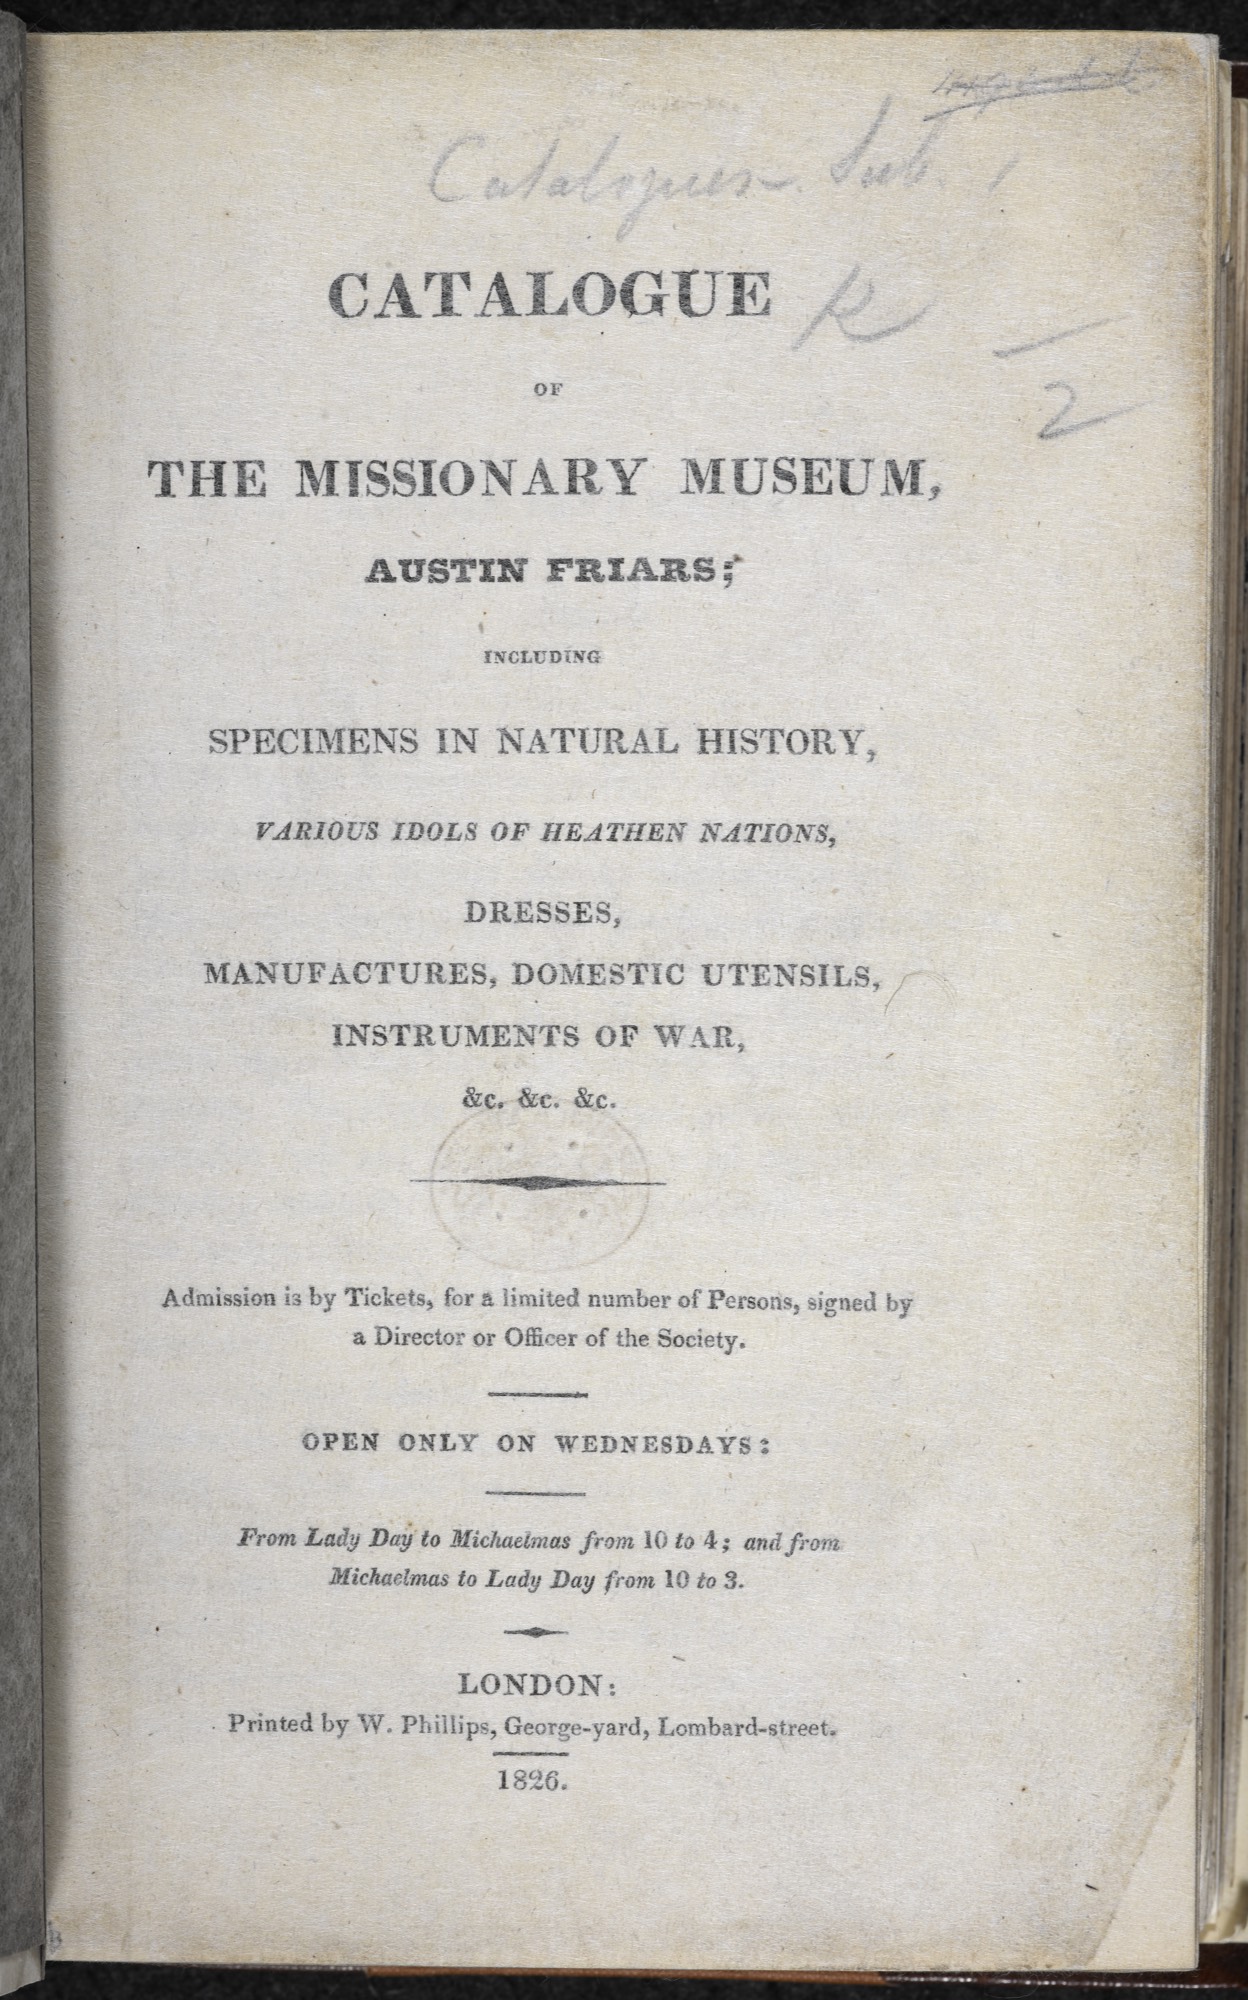 Catalogues. Sub.
CATALOGUE
R
2
OF
THE MISSIONARY MUSEUM,
AUSTIN FRIARS;
INCLUDING
SPECIMENS IN NATURAL HISTORY,
VARIOUS IDOLS OF HEATHEN NATIONS,
DRESSES,
MANUFACTURES, DOMESTIC UTENSILS,
INSTRUMENTS OF WAR,
&c. &c. &c.
Admission is by Tickets, for a limited number of Persons, signed by
a Director or Officer of the Society.
OPEN ONLY ON WEDNESDAYS:
From Lady Day to Michaelmas from 10 to 4; and from
Michaelmas to Lady Day from 10 to 3.
LONDON:
Printed by W. Phillips, George-yard, Lombard-street.
1826.